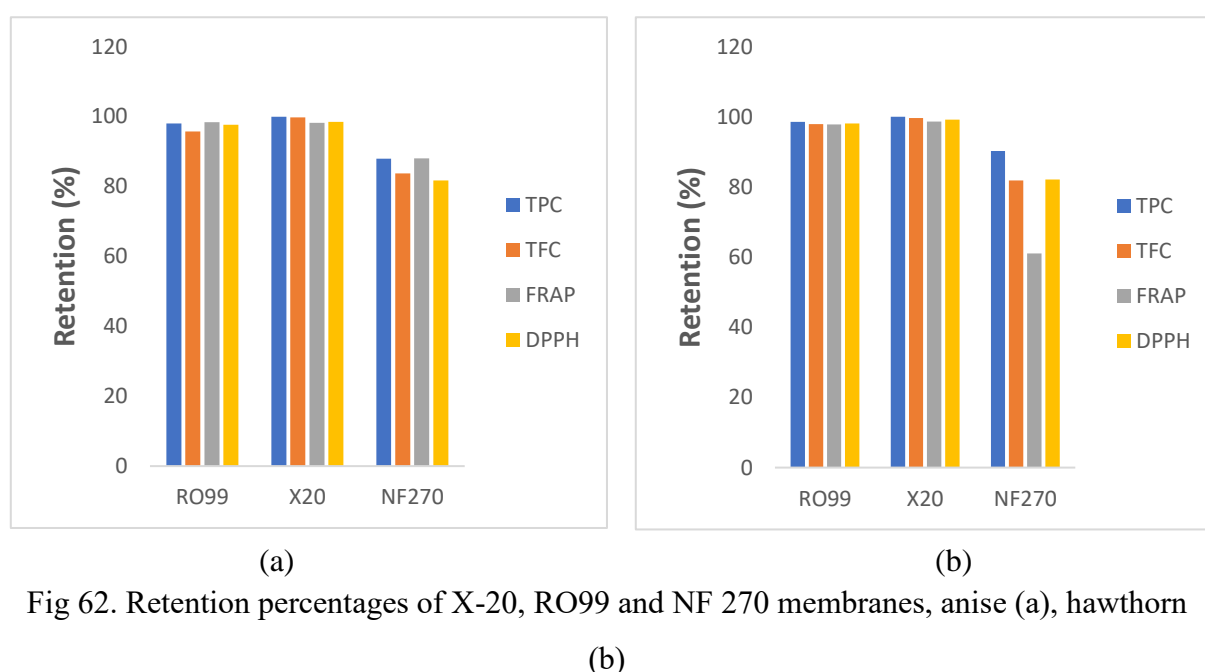 120
100
80
60
40
20
0
Retention (%)
RO99 X20 NF270
TPC
TFC
FRAP
DPPH
(a)
120
100
80
60
40
20
0
Retention (%)
RO99 X20 NF270
TPC
TFC
FRAP
DPPH
(b)
Fig 62. Retention percentages of X-20, RO99 and NF 270 membranes, anise (a), hawthorn
(b)